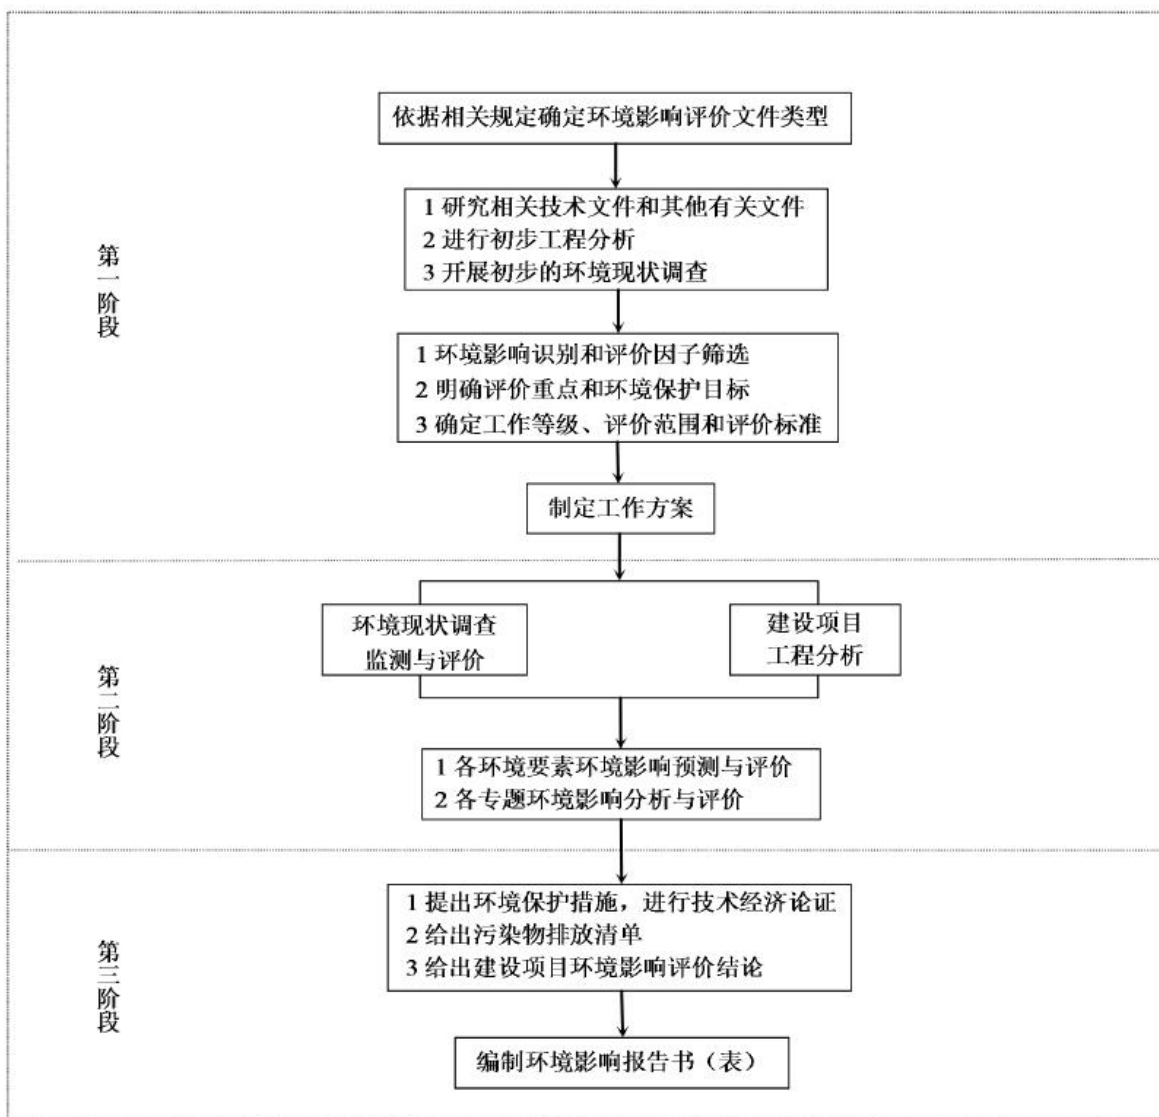 依据相关规定确定环境影响评价文件类型
1 研究相关技术文件和其他有关文件
2 进行初步工程分析
3 开展初步的环境现状调查
第一阶段
1 环境影响识别和评价因子筛选
2 明确评价重点和环境保护目标
3 确定工作等级、评价范围和评价标准
制定工作方案
环境现状调查
监测与评价
建设项目
工程分析
第二阶段
1 各环境要素环境影响预测与评价
2 各专题环境影响分析与评价
1 提出环境保护措施，进行技术经济论证
2 给出污染物排放清单
3 给出建设项目环境影响评价结论
第三阶段
编制环境影响报告书（表）